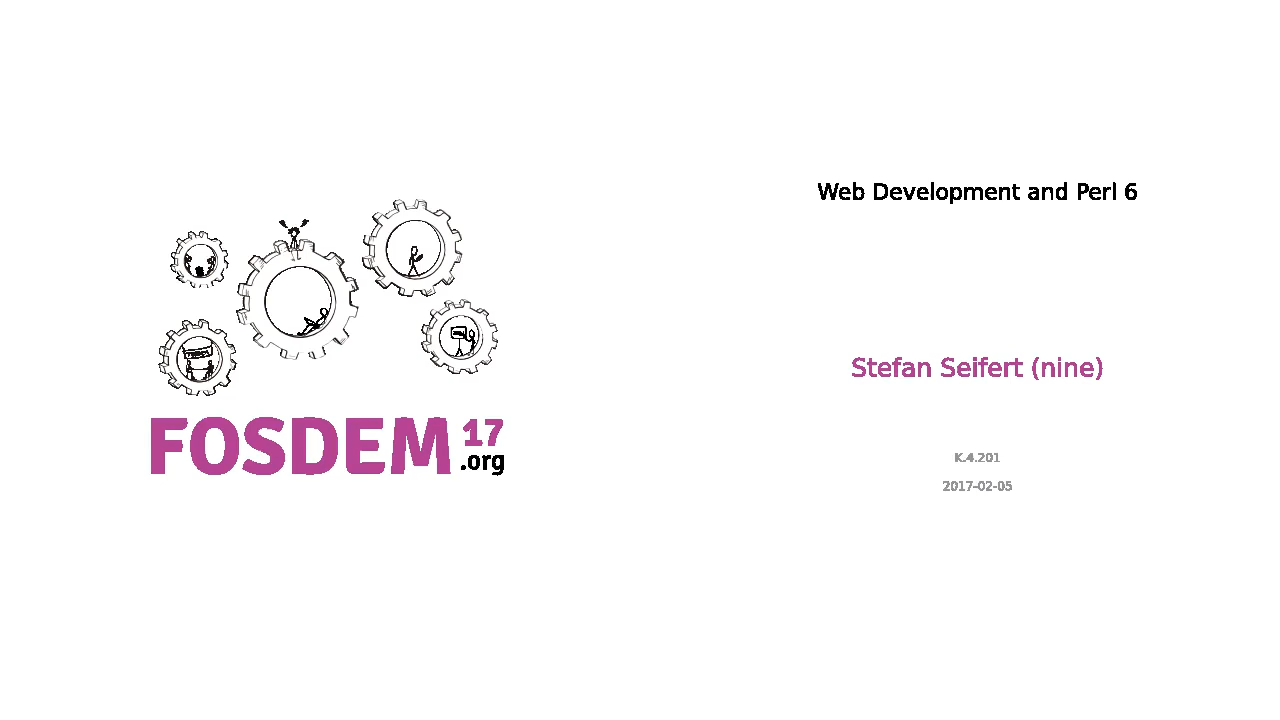 FOSDEM 17
.org
Web Development and Perl 6
Stefan Seifert (nine)
K.4.201
2017-02-05